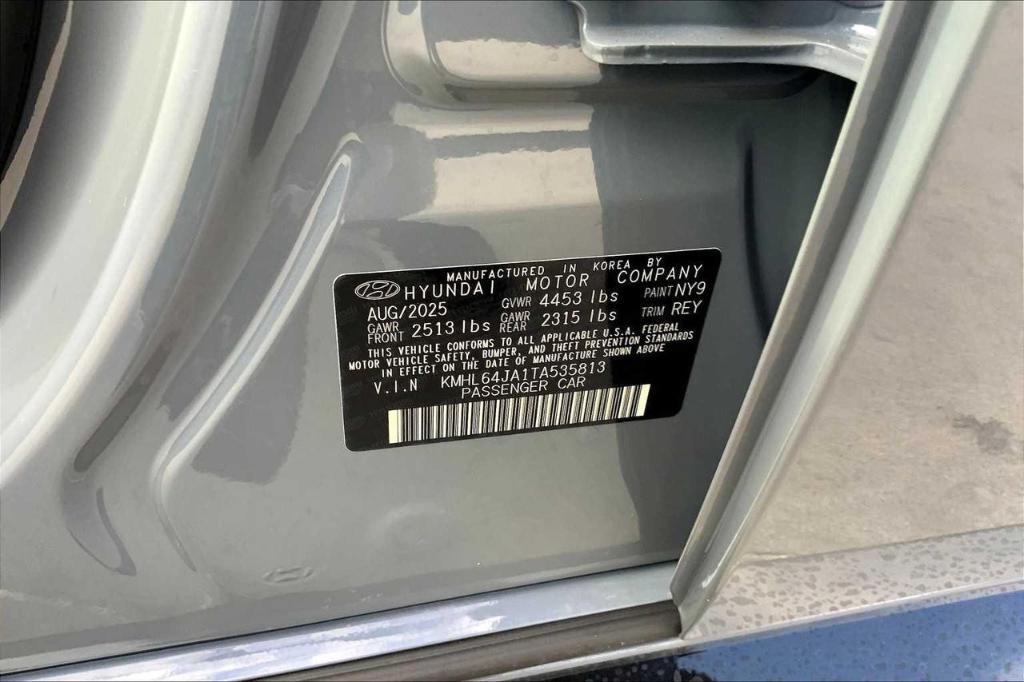 MANUFACTURED IN KOREA BY
HYUNDAI MOTOR COMPANY
AUG/2025 GVWR 4453 lbs PAINT NY9
GAWR FRONT 2513 lbs GAWR REAR 2315 lbs TRIM REY
THIS VEHICLE CONFORMS TO ALL APPLICABLE U.S.A. FEDERAL
MOTOR VEHICLE SAFETY, BUMPER, AND THEFT PREVENTION STANDARDS
IN EFFECT ON THE DATE OF MANUFACTURE SHOWN ABOVE
V.I.N KMHL64JA1TA535813
PASSENGER CAR